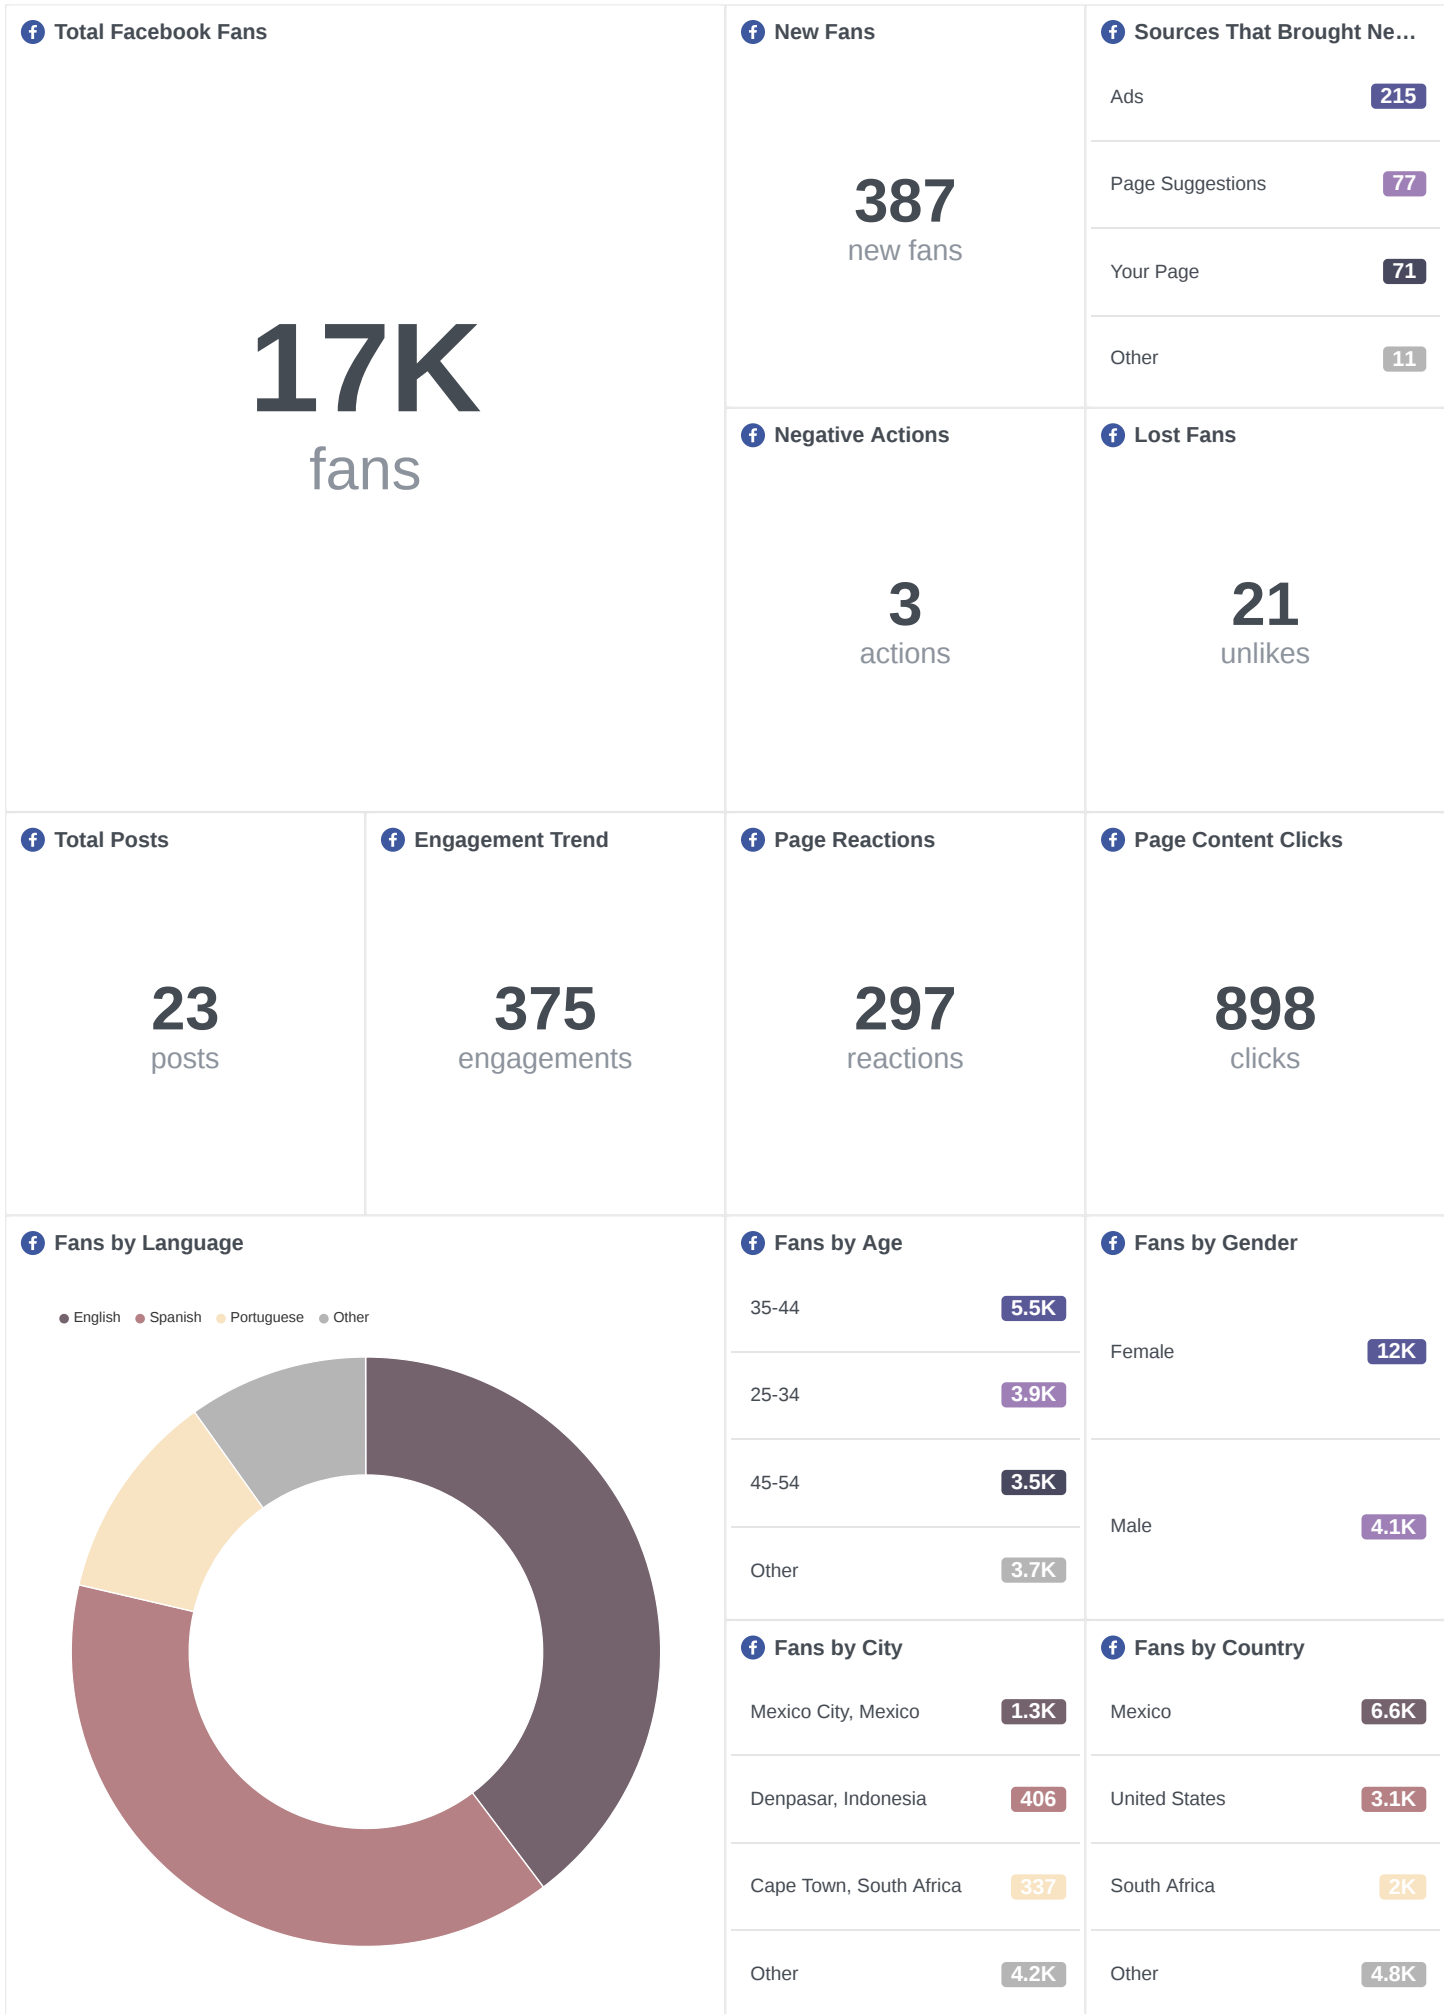 Total Facebook Fans
17K
fans
New Fans
387
new fans
Sources That Brought Ne...
Ads 215
Page Suggestions 77
Your Page 71
Other 11
Negative Actions
3
actions
Lost Fans
21
unlikes
Total Posts
23
posts
Engagement Trend
375
engagements
Page Reactions
297
reactions
Page Content Clicks
898
clicks
Fans by Language
English Spanish Portuguese Other
Fans by Age
35-44 5.5K
25-34 3.9K
45-54 3.5K
Other 3.7K
Fans by Gender
Female 12K
Male 4.1K
Fans by City
Mexico City, Mexico 1.3K
Denpasar, Indonesia 406
Cape Town, South Africa 337
Other 4.2K
Fans by Country
Mexico 6.6K
United States 3.1K
South Africa 2K
Other 4.8K